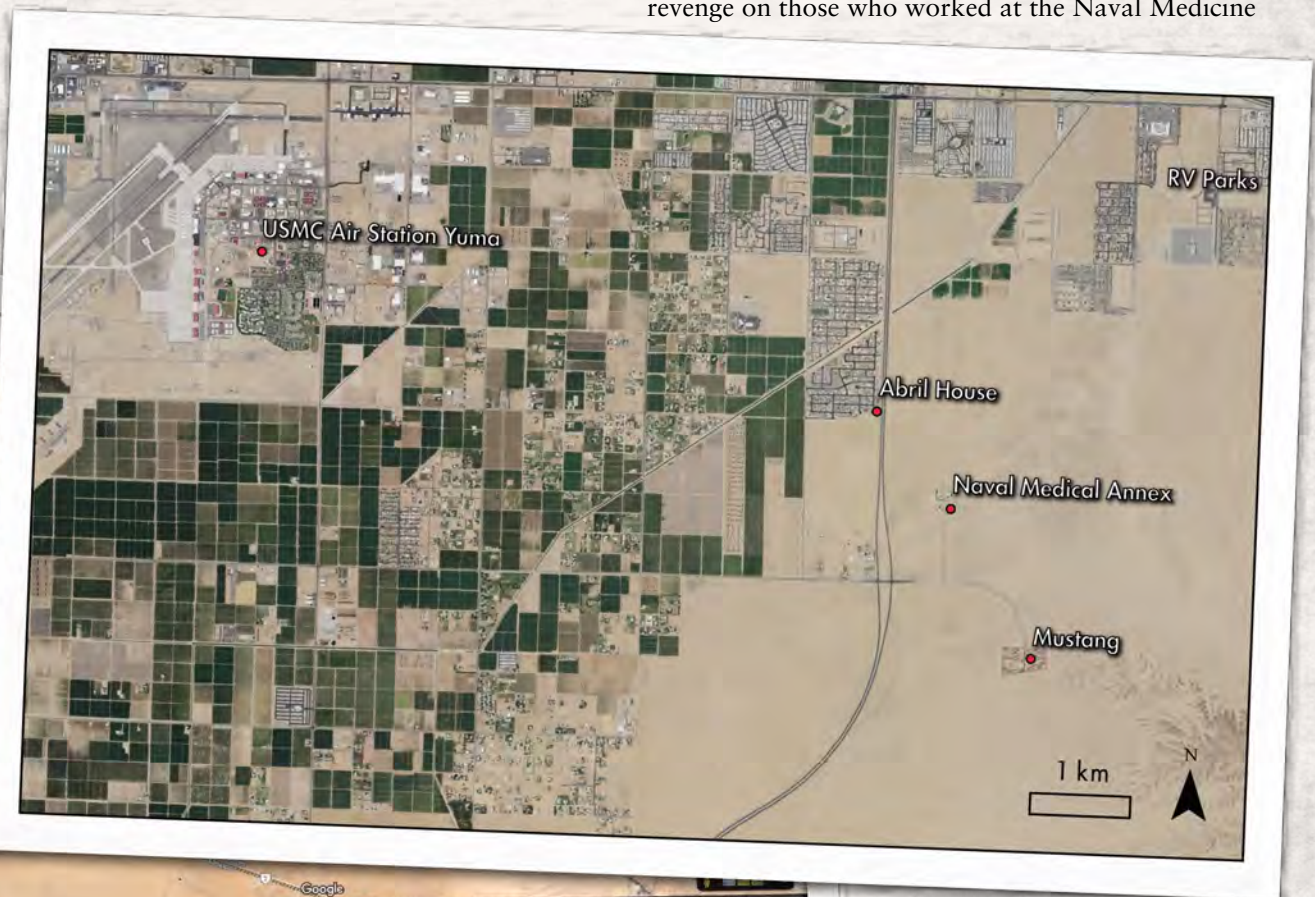 revenge on those who worked at the Naval Medicine
RV Parks
USMC Air Station Yuma
Abril House
Naval Medical Annex
Mustang
N
1 km
Google